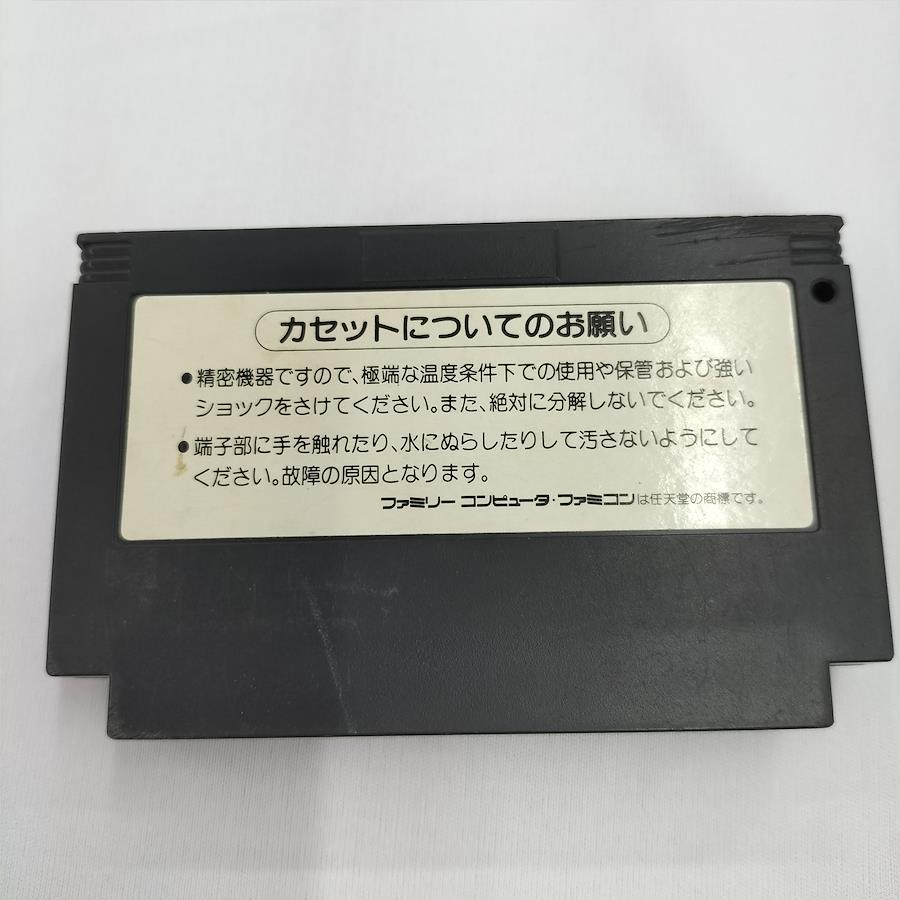 カセットについてのお願い
●精密機器ですので、極端な温度条件下での使用や保管および強い
ショックをさけてください。また、絶対に分解しないでください。
●端子部に手を触れたり、水にぬらしたりして汚さないようにして
ください。故障の原因となります。
ファミリーコンピュータ・ファミコンは任天堂の商標です。